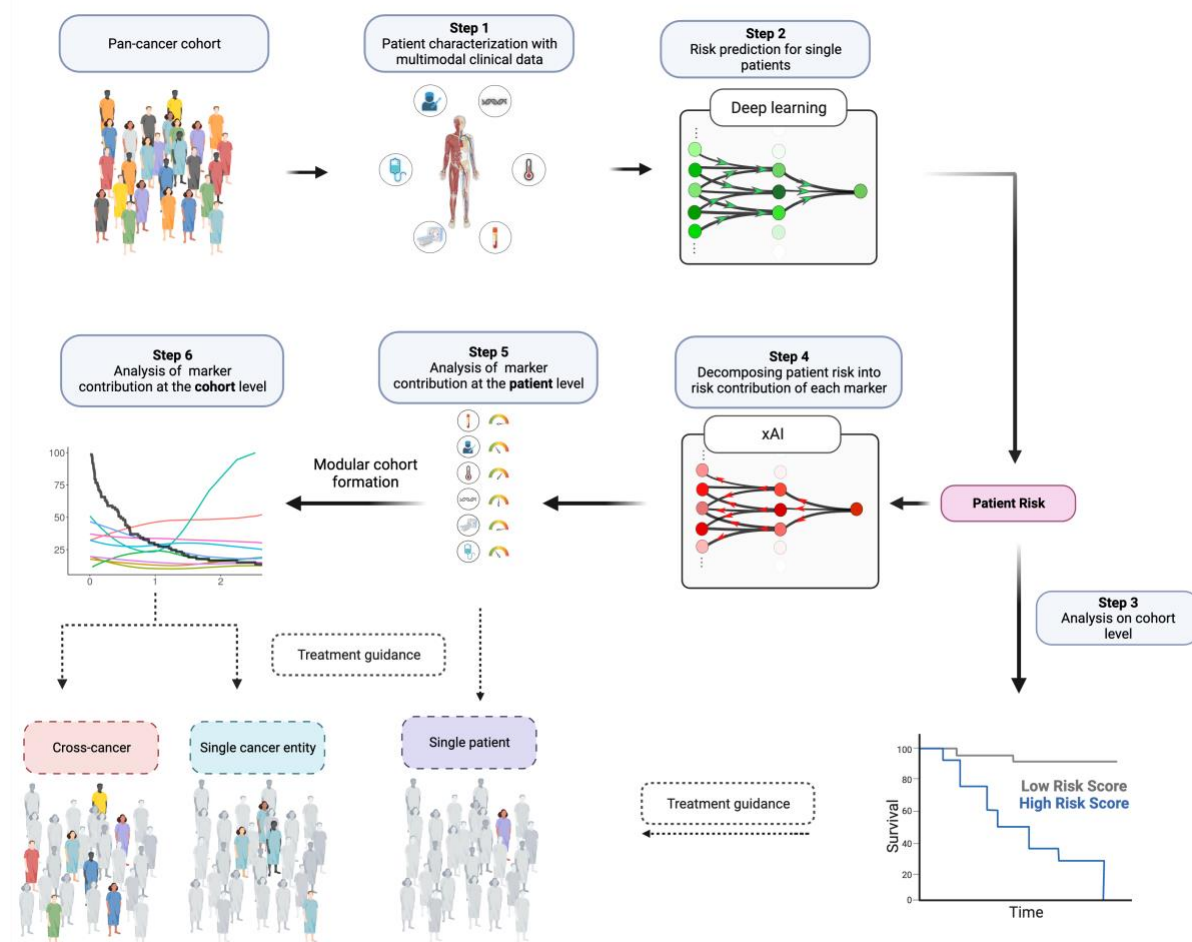 Pan-cancer cohort
Step 1
Patient characterization with
multimodal clinical data
Step 2
Risk prediction for single
patients
Deep learning
Step 6
Analysis of marker
contribution at the cohort level
Step 5
Analysis of marker
contribution at the patient level
Step 4
Decomposing patient risk into
risk contribution of each marker
xAI
100
75
50
25
0
1
2
Modular cohort
formation
Patient Risk
Step 3
Analysis on cohort
level
Treatment guidance
Cross-cancer
Single cancer entity
Single patient
Treatment guidance
Survival
100
80
60
40
20
0
Low Risk Score
High Risk Score
Time